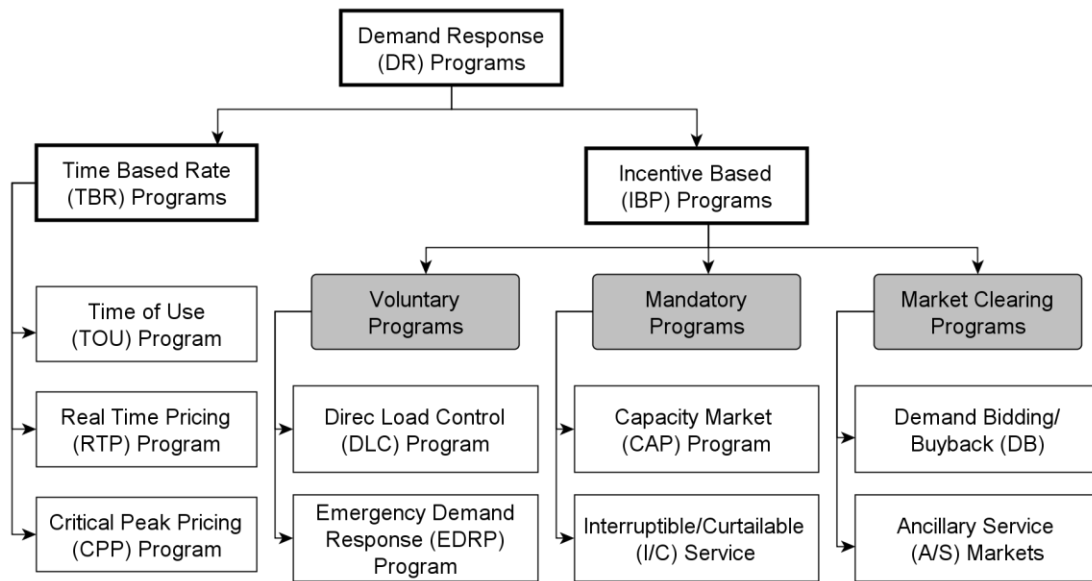 Demand Response
(DR) Programs
Time Based Rate
(TBR) Programs
Incentive Based
(IBP) Programs
Time of Use
(TOU) Program
Real Time Pricing
(RTP) Program
Critical Peak Pricing
(CPP) Program
Voluntary
Programs
Direc Load Control
(DLC) Program
Emergency Demand
Response (EDRP)
Program
Mandatory
Programs
Capacity Market
(CAP) Program
Interruptible/Curtailable
(I/C) Service
Market Clearing
Programs
Demand Bidding/
Buyback (DB)
Ancillary Service
(A/S) Markets